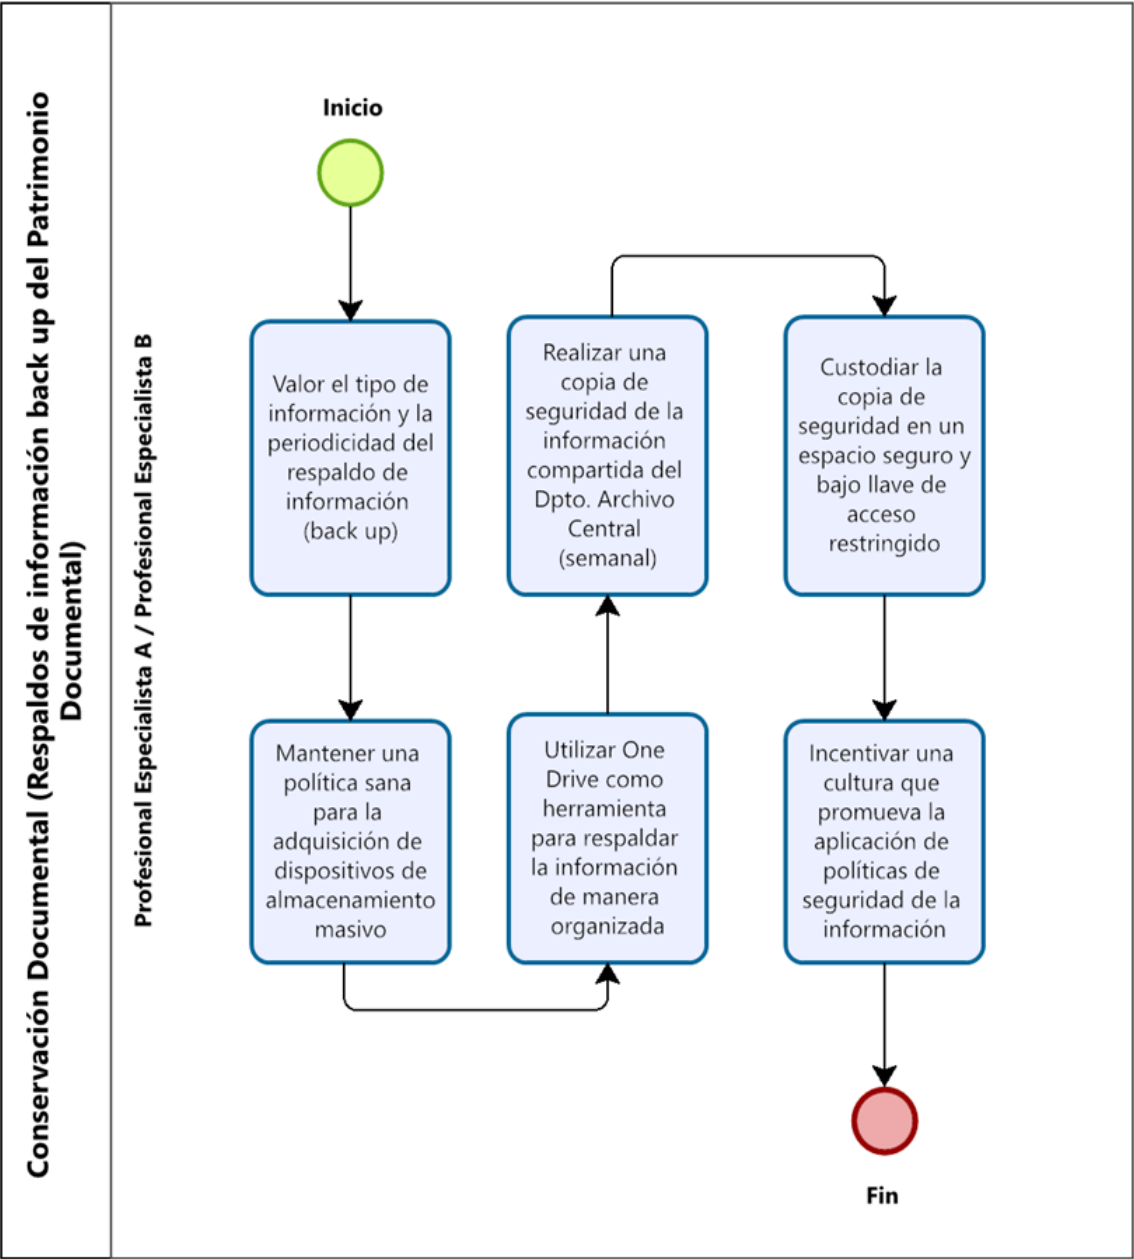 Conservación Documental (Respaldos de información back up del Patrimonio
Documental)
Profesional Especialista A / Profesional Especialista B
Inicio
Valor el tipo de
información y la
periodicidad del
respaldo de
información
(back up)
Mantener una
política sana
para la
adquisición de
dispositivos de
almacenamiento
masivo
Utilizar One
Drive como
herramienta
para respaldar
la información
de manera
organizada
Realizar una
copia de
seguridad de la
información
compartida del
Dpto. Archivo
Central
(semanal)
Custodiar la
copia de
seguridad en un
espacio seguro y
bajo llave de
acceso
restringido
Incentivar una
cultura que
promueva la
aplicación de
políticas de
seguridad de la
información
Fin